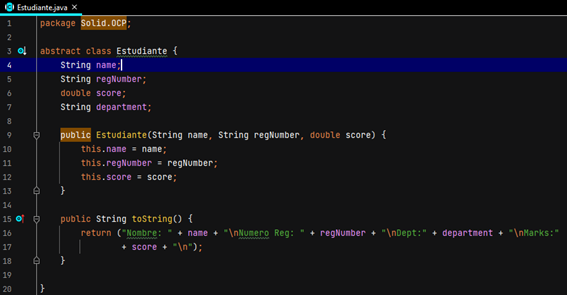 Estudiante.java
1 package Solid.OCP;
2
3 abstract class Estudiante {
4 String name;
5 String regNumber;
6 double score;
7 String department;
8
9 public Estudiante(String name, String regNumber, double score) {
10 this.name = name;
11 this.regNumber = regNumber;
12 this.score = score;
13 }
14
15 public String toString() {
16 return ("Nombre: " + name + "\nNumero Reg: " + regNumber + "\nDept:" + department + "\nMarks:"
17 + score + "\n");
18 }
19
20 }